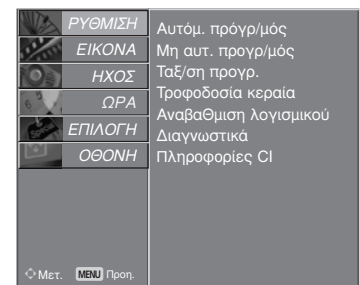 ΡΥΘΜΙΣΗ
ΕΙΚΟΝΑ
ΗΧΟΣ
ΩΡΑ
ΕΠΙΛΟΓΗ
ΟΘΟΝΗ
Αυτόμ. πρόγρ/μός
Μη αυτ. προγρ/μός
Ταξ/ση προγρ.
Τροφοδοσία κεραία
ΑναβαΘμιση λογισμικού
Διαγνωστικά
Πληροφορίες CI
Μετ. MENU Προη.